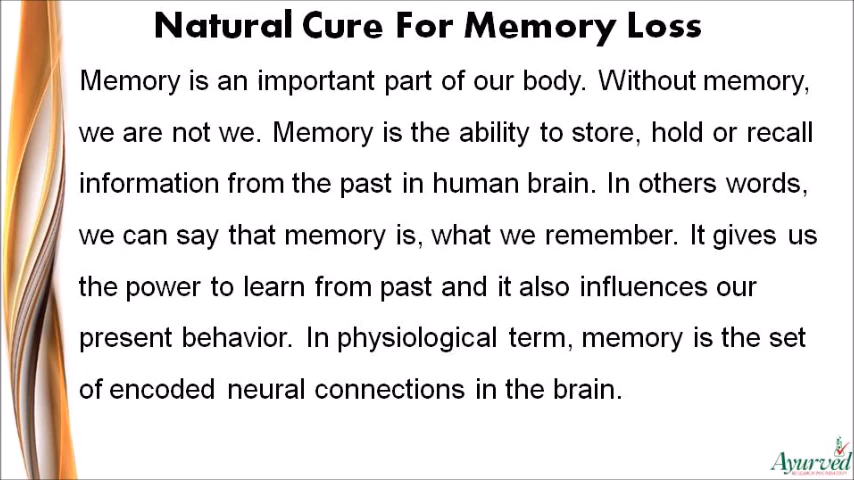 Natural Cure For Memory Loss
Memory is an important part of our body. Without memory,
we are not we. Memory is the ability to store, hold or recall
information from the past in human brain. In others words,
we can say that memory is, what we remember. It gives us
the power to learn from past and it also influences our
present behavior. In physiological term, memory is the set
of encoded neural connections in the brain.
Ayurved
RESEARCH FOUNDATION